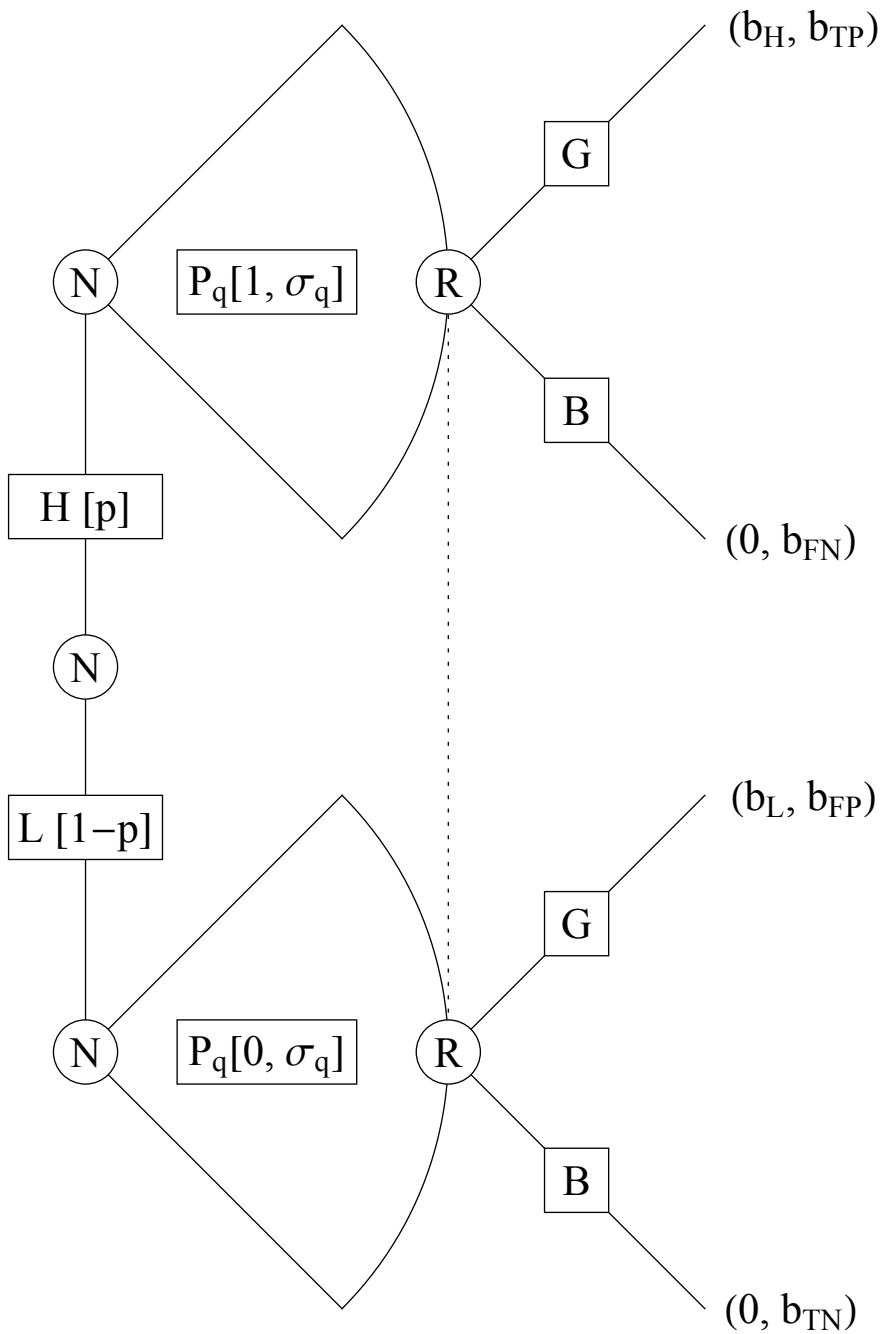 (b_H, b_TP)
G
N
P_q[1, σ_q]
R
B
H [p]
(0, b_FN)
N
(b_L, b_FP)
L [1−p]
G
N
P_q[0, σ_q]
R
B
(0, b_TN)